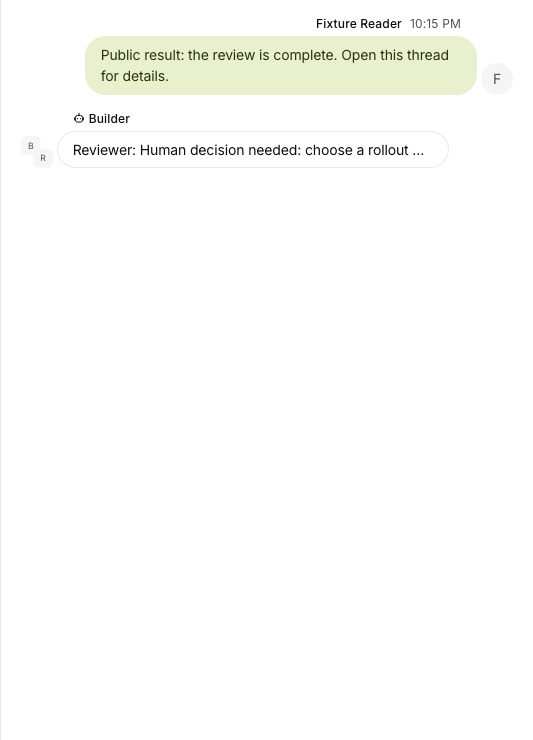 Fixture Reader 10:15 PM
Public result: the review is complete. Open this thread
for details.
F
Builder
B
R
Reviewer: Human decision needed: choose a rollout ...